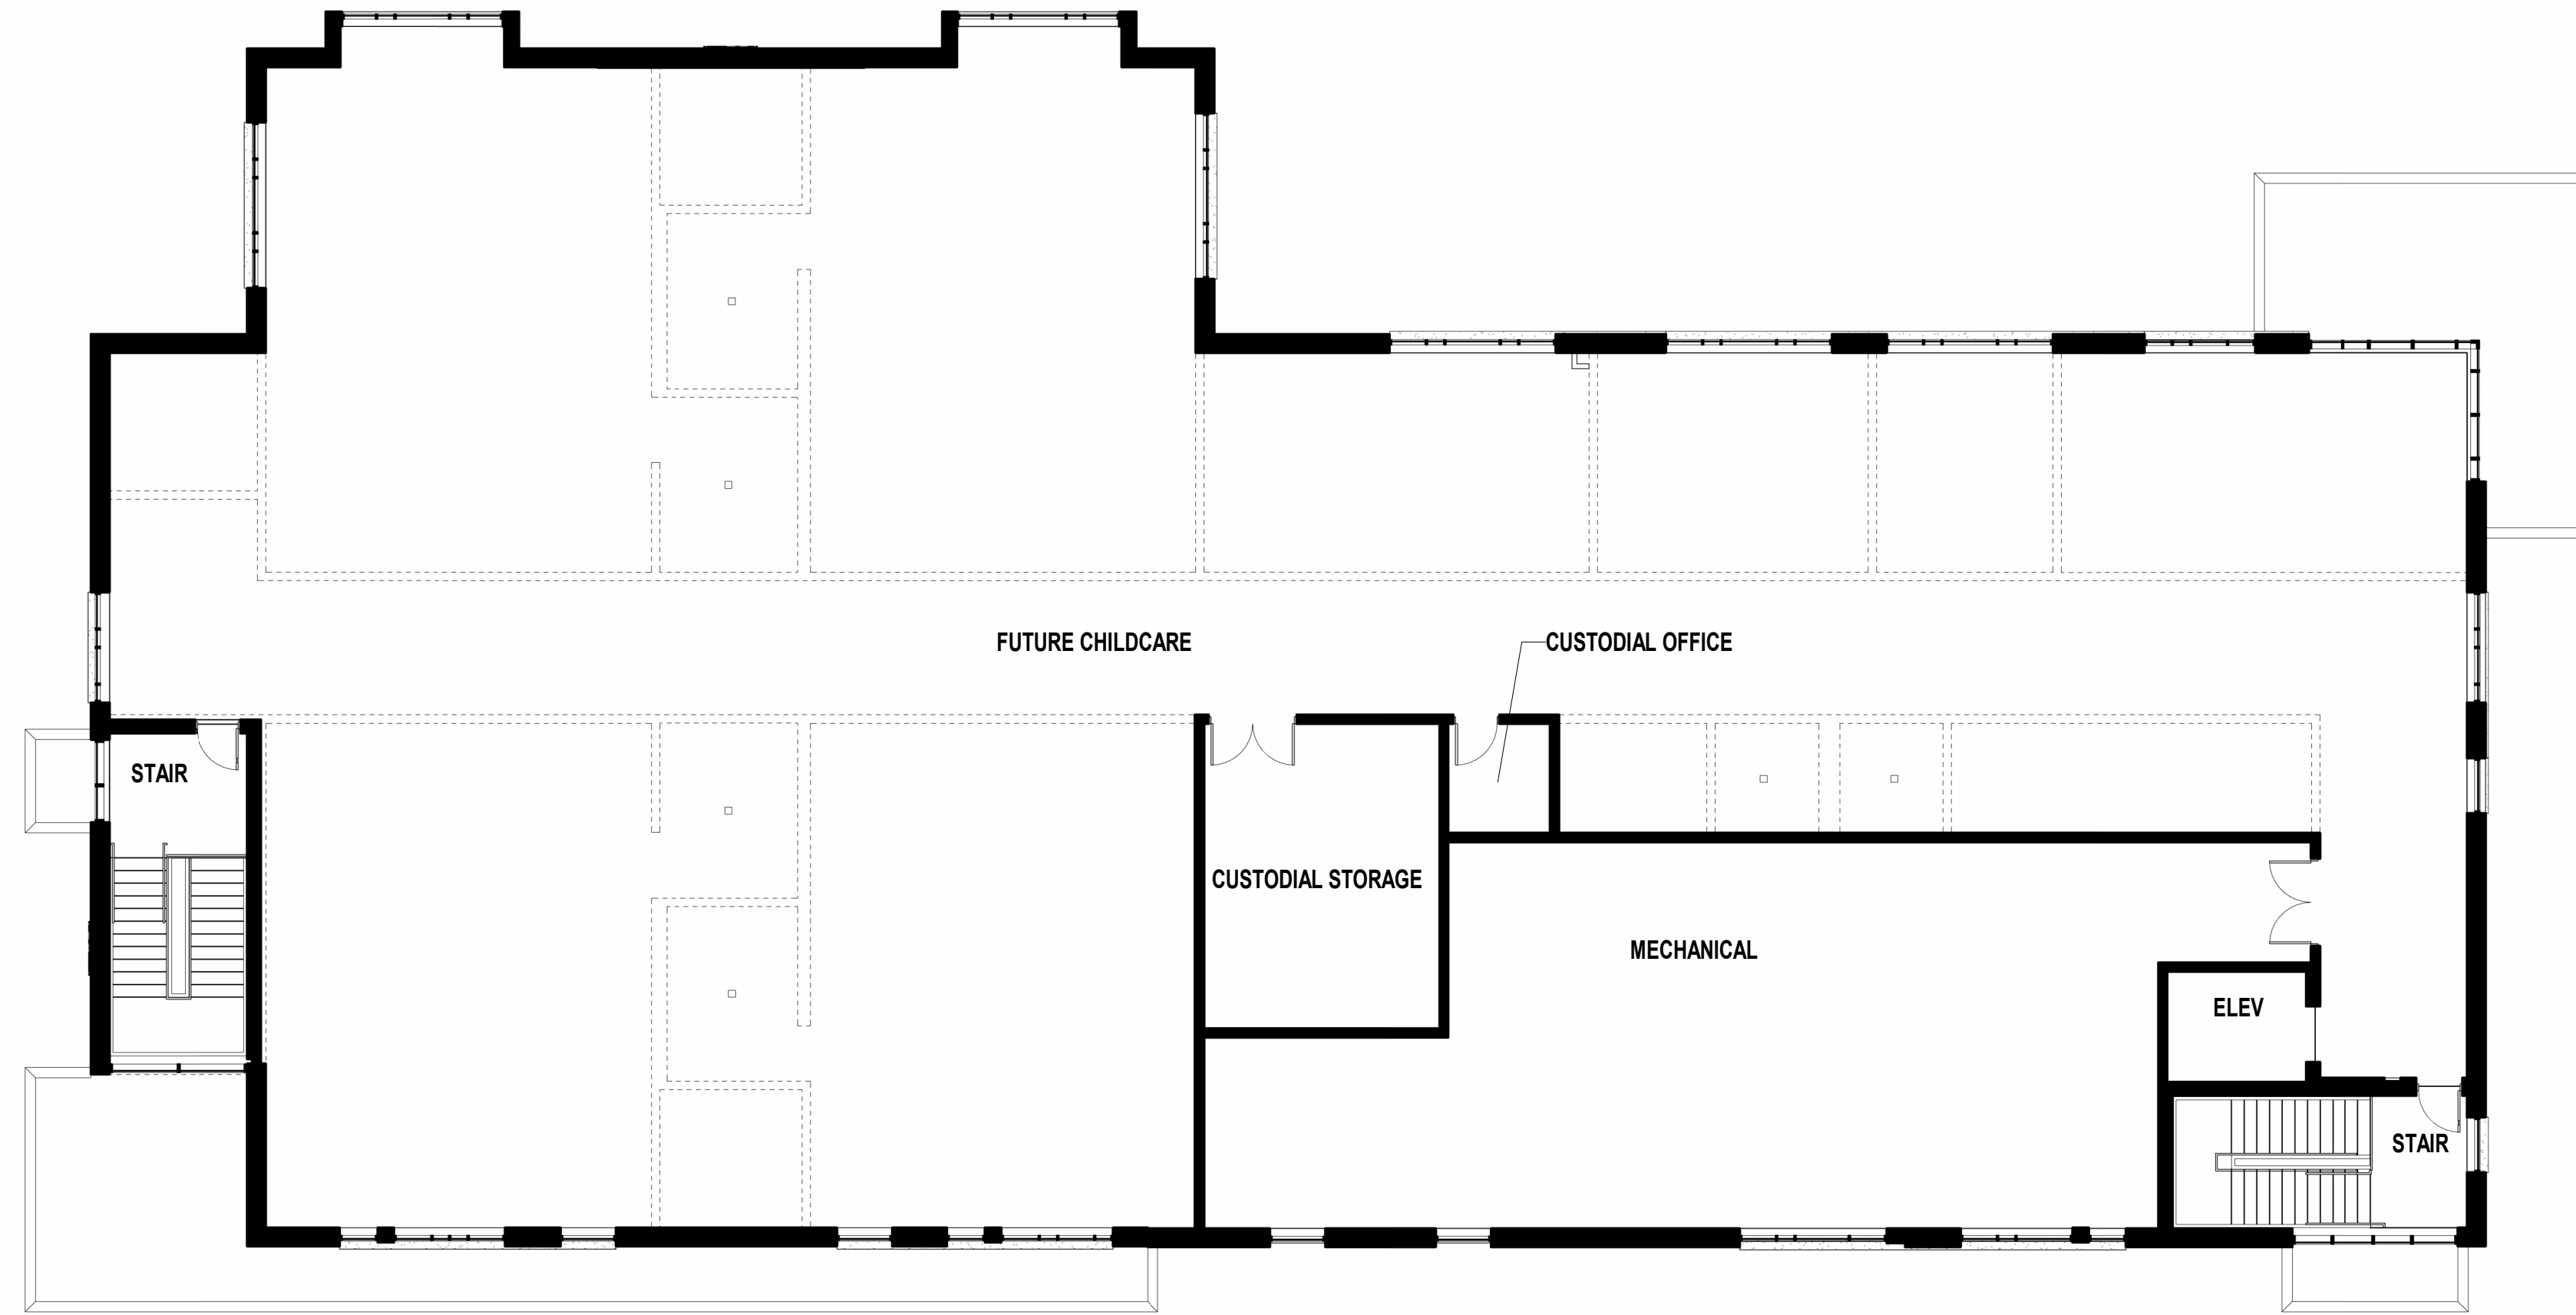 FUTURE CHILDCARE
CUSTODIAL OFFICE
STAIR
CUSTODIAL STORAGE
MECHANICAL
ELEV
STAIR